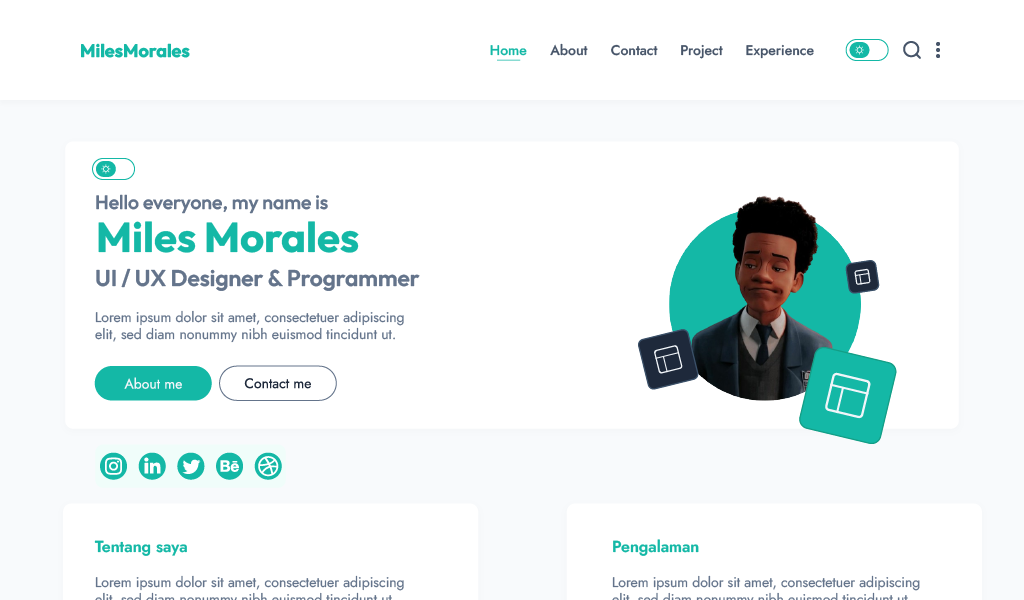 MilesMorales
Home About Contact Project Experience
Hello everyone, my name is
Miles Morales
UI / UX Designer & Programmer
Lorem ipsum dolor sit amet, consectetuer adipiscing
elit, sed diam nonummy nibh euismod tincidunt ut.
About me Contact me
in Bē
Tentang saya
Lorem ipsum dolor sit amet, consectetuer adipiscing
elit, sed diam nonummy nibh euismod tincidunt ut.
Pengalaman
Lorem ipsum dolor sit amet, consectetuer adipiscing
elit, sed diam nonummy nibh euismod tincidunt ut.